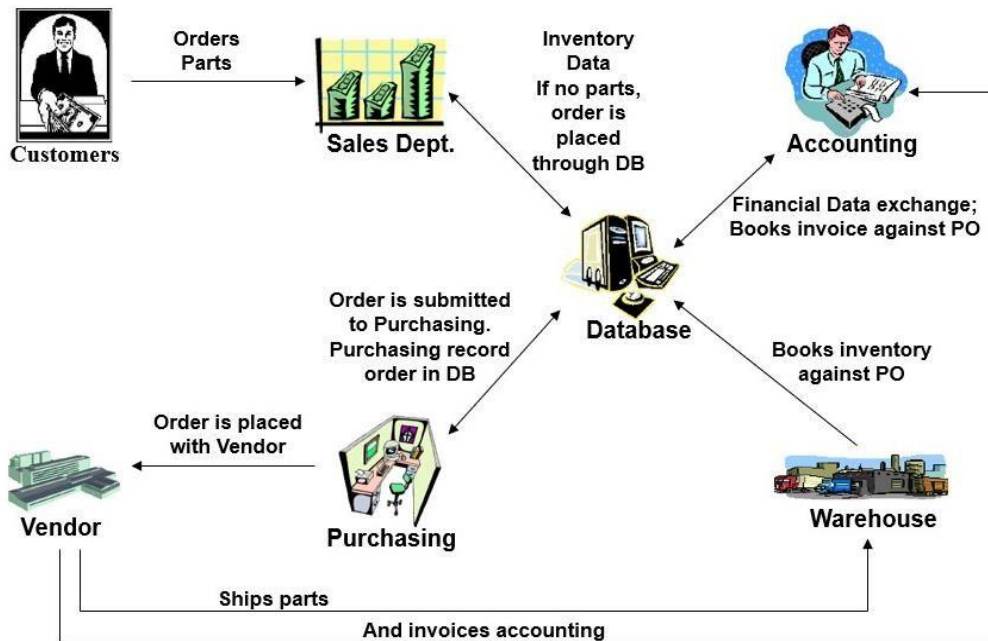 Orders
Parts
Customers
Sales Dept.
Inventory
Data
If no parts,
order is
placed
through DB
Accounting
Financial Data exchange;
Books invoice against PO
Database
Order is submitted
to Purchasing.
Purchasing record
order in DB
Books inventory
against PO
Order is placed
with Vendor
Vendor
Purchasing
Warehouse
Ships parts
And invoices accounting